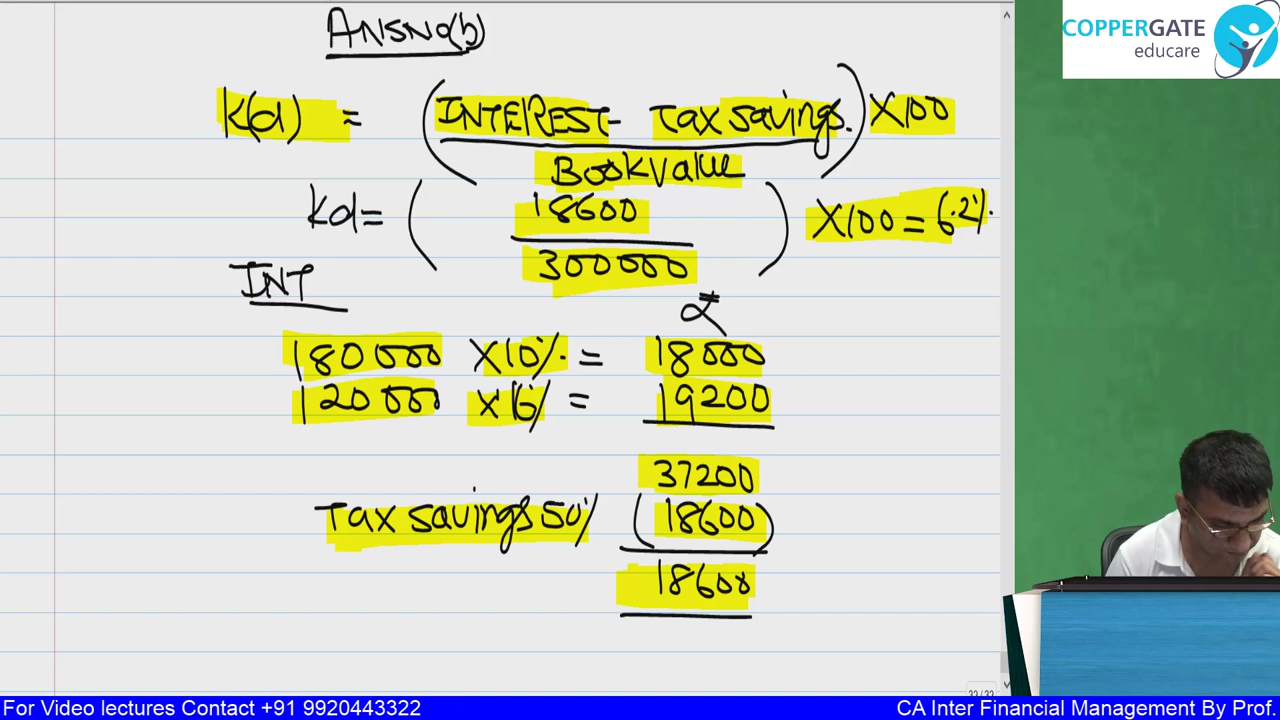 ANSNO(b)
COPPERGATE
educare
K(d) = (INTEREST - Tax savings.) X100
Book Value
Kd = ( 18600 ) X100 = 6.2%.
300000
INT
₹
180000 X10%. = 18000
120000 X16% = 19200
37200
Tax savings 50% (18600)
18600
For Video lectures Contact +91 9920443322
CA Inter Financial Management By Prof.